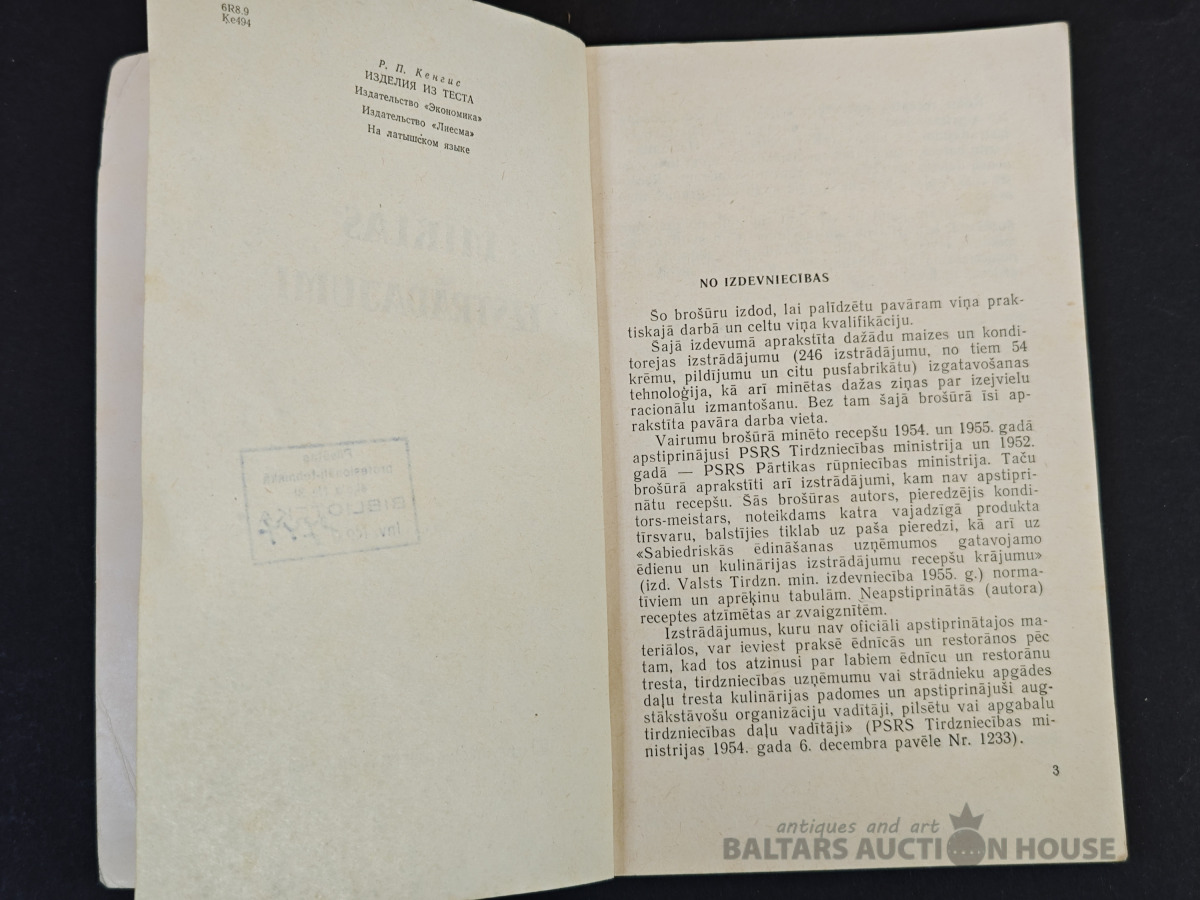 6R8.9
Ķe494
Р. П. Кенгис
ИЗДЕЛИЯ ИЗ ТЕСТА
Издательство «Экономика»
Издательство «Лиесма»
На латышском языке
BIBLIOTEKA
NO IZDEVNIECĪBAS
Šo brošūru izdod, lai palīdzētu pavāram viņa prak-
tiskajā darbā un celtu viņa kvalifikāciju.
Šajā izdevumā aprakstīta dažādu maizes un kondi-
torejas izstrādājumu (246 izstrādājumu, no tiem 54
krēmu, pildījumu un citu pusfabrikātu) izgatavošanas
tehnoloģija, kā arī minētas dažas ziņas par izejvielu
racionālu izmantošanu. Bez tam šajā brošūrā īsi ap-
rakstīta pavāra darba vieta.
Vairumu brošūrā minēto recepšu 1954. un 1955. gadā
apstiprinājusi PSRS Tirdzniecības ministrija un 1952.
gadā — PSRS Pārtikas rūpniecības ministrija. Taču
brošūrā aprakstīti arī izstrādājumi, kam nav apstipri-
nātu recepšu. Šās brošūras autors, pieredzējis kondi-
tors-meistars, noteikdams katra vajadzīgā produkta
tīrsvaru, balstījies tiklab uz paša pieredzi, kā arī uz
«Sabiedriskās ēdināšanas uzņēmumos gatavojamo
ēdienu un kulinārijas izstrādājumu recepšu krājumu»
(izd. Valsts Tirdzn. min. izdevniecība 1955. g.) norma-
tīviem un aprēķinu tabulām. Neapstiprinātās (autora)
receptes atzīmētas ar zvaigznītēm.
Izstrādājumus, kuru nav oficiāli apstiprinātajos ma-
teriālos, var ieviest praksē ēdnīcās un restorānos pēc
tam, kad tos atzinusi par labiem ēdnīcu un restorānu
tresta, tirdzniecības uzņēmumu vai strādnieku apgādes
daļu tresta kulinārijas padomes un apstiprinājuši aug-
stākstāvošu organizāciju vadītāji, pilsētu vai apgabalu
tirdzniecības daļu vadītāji» (PSRS Tirdzniecības mi-
nistrijas 1954. gada 6. decembra pavēle Nr. 1233).
3
antiques and art
BALTARS AUCTION HOUSE